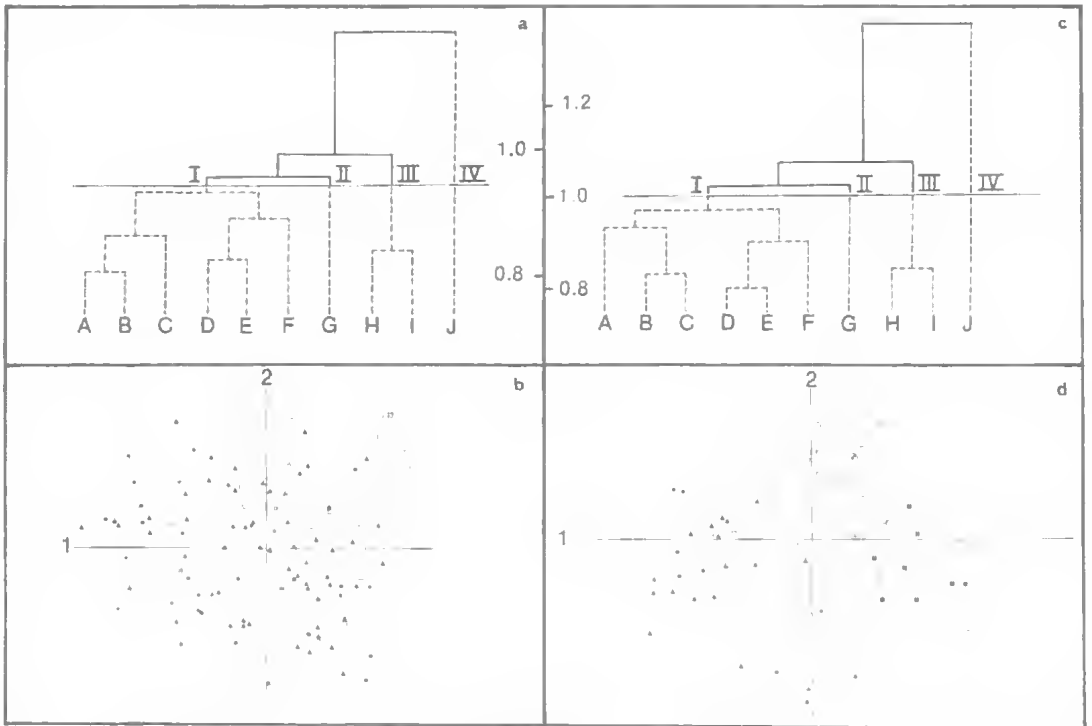 a
I II III IV
1.0
0.8
A B C D E F G H I J
c
1.2
1.0
0.8
I II III IV
A B C D E F G H I J
b
2
1
d
2
1